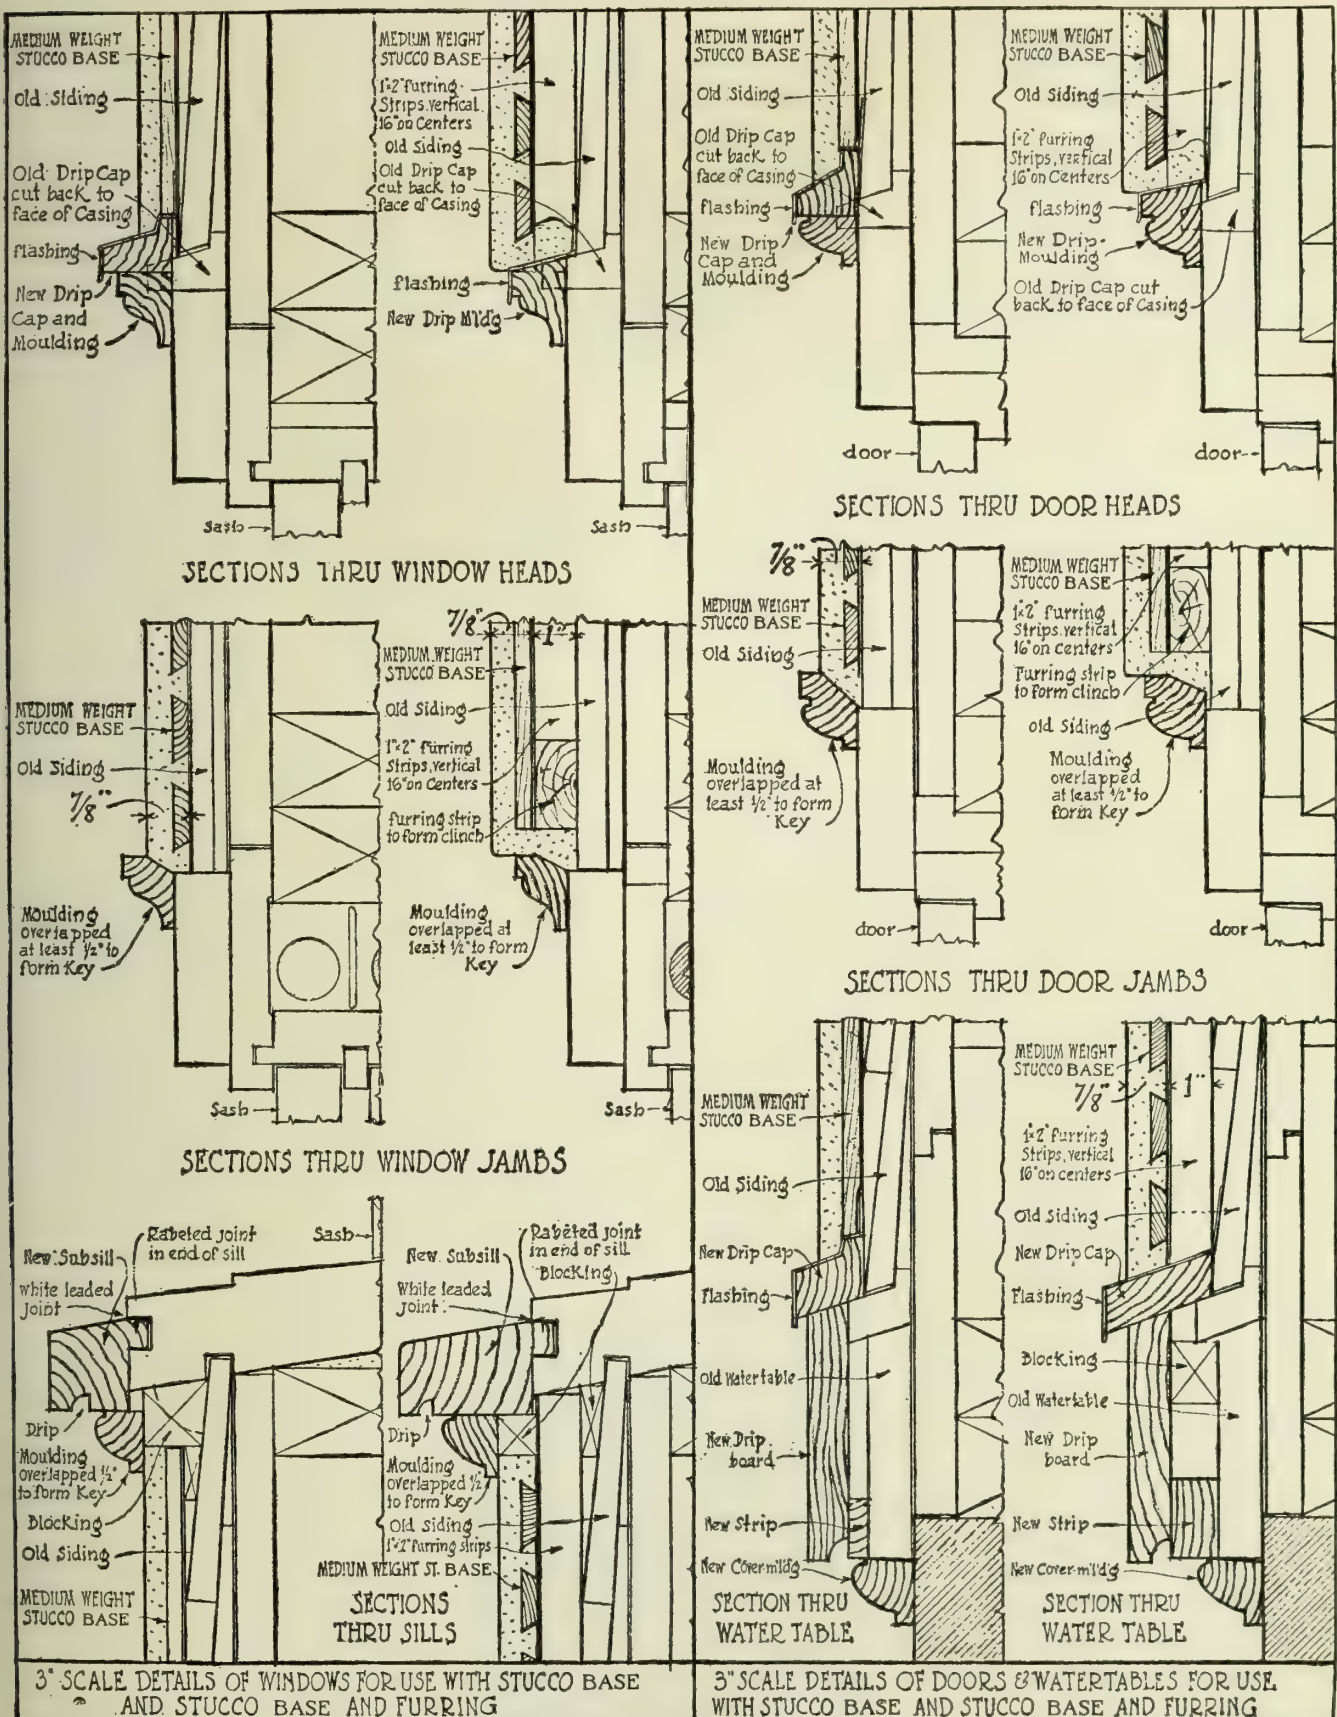 MEDIUM WEIGHT
STUCCO BASE
Old Siding
Old Drip Cap
cut back to
face of Casing
flashing
New Drip
Cap and
Moulding
Sash
MEDIUM WEIGHT
STUCCO BASE
1"×2" furring
Strips, vertical
16" on Centers
Old Siding
Old Drip Cap
cut back to
face of Casing
flashing
New Drip M'ld'g
Sash
SECTIONS THRU WINDOW HEADS
MEDIUM WEIGHT
STUCCO BASE
Old Siding
7/8"
Moulding
overlapped
at least 1/2" to
form Key
Sash
7/8"
1"
MEDIUM WEIGHT
STUCCO BASE
Old Siding
1"×2" furring
Strips, vertical
16" on Centers
furring strip
to form clinch
Moulding
overlapped at
least 1/2" to form
Key
Sash
SECTIONS THRU WINDOW JAMBS
New Subsill
Rabeted joint
in end of sill
Sash
White leaded
joint
Drip
Moulding
overlapped 1/2"
to form Key
Blocking
Old Siding
MEDIUM WEIGHT
STUCCO BASE
New Subsill
Rabeted joint
in end of sill
Blocking
White leaded
joint
Drip
Moulding
overlapped 1/2
to form Key
Old Siding
1"×2" furring strips
MEDIUM WEIGHT ST. BASE
SECTIONS
THRU SILLS
3" SCALE DETAILS OF WINDOWS FOR USE WITH STUCCO BASE
AND STUCCO BASE AND FURRING
MEDIUM WEIGHT
STUCCO BASE
Old Siding
Old Drip Cap
cut back to
face of Casing
flashing
New Drip
Cap and
Moulding
door
MEDIUM WEIGHT
STUCCO BASE
Old Siding
1"×2" furring
Strips, vertical
16" on Centers
flashing
New Drip
Moulding
Old Drip Cap cut
back to face of Casing
door
SECTIONS THRU DOOR HEADS
7/8"
MEDIUM WEIGHT
STUCCO BASE
Old Siding
Moulding
overlapped at
least 1/2" to form
Key
door
MEDIUM WEIGHT
STUCCO BASE
1"×2" furring
Strips, vertical
16" on centers
Furring strip
to form clinch
Old Siding
Moulding
overlapped
at least 1/2" to
form Key
door
SECTIONS THRU DOOR JAMBS
MEDIUM WEIGHT
STUCCO BASE
Old Siding
New Drip Cap
Flashing
Old Watertable
New Drip
board
New Strip
New Cover m'ld'g
SECTION THRU
WATER TABLE
MEDIUM WEIGHT
STUCCO BASE
7/8"
1"
1"×2" furring
Strips, vertical
16" on centers
Old Siding
New Drip Cap
Flashing
Blocking
Old Watertable
New Drip
board
New Strip
New Cover m'ld'g
SECTION THRU
WATER TABLE
3" SCALE DETAILS OF DOORS & WATERTABLES FOR USE
WITH STUCCO BASE AND STUCCO BASE AND FURRING